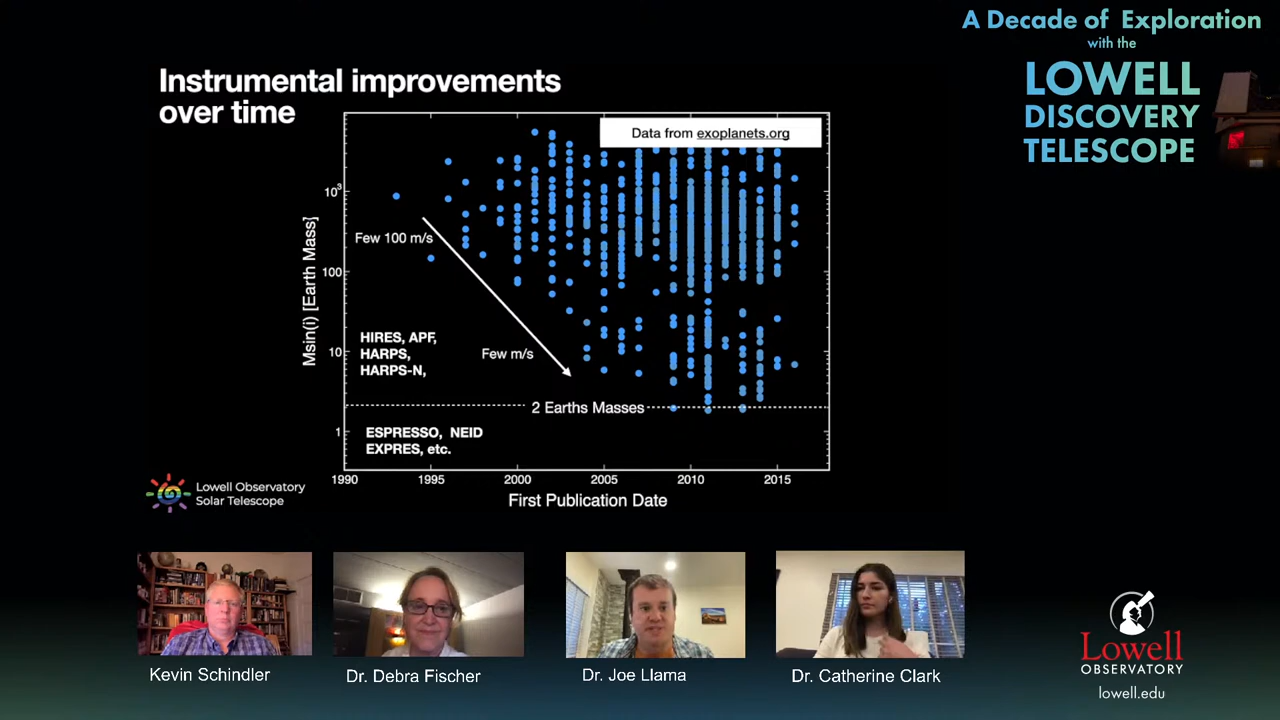 A Decade of Exploration
with the
LOWELL
DISCOVERY
TELESCOPE
Instrumental improvements
over time
Data from exoplanets.org
Msin(i) [Earth Mass]
10³
100
10
1
Few 100 m/s
HIRES, APF,
HARPS,
HARPS-N,
Few m/s
2 Earths Masses
ESPRESSO, NEID
EXPRES, etc.
1990 1995 2000 2005 2010 2015
First Publication Date
Lowell Observatory
Solar Telescope
Kevin Schindler
Dr. Debra Fischer
Dr. Joe Llama
Dr. Catherine Clark
Lowell
OBSERVATORY
lowell.edu